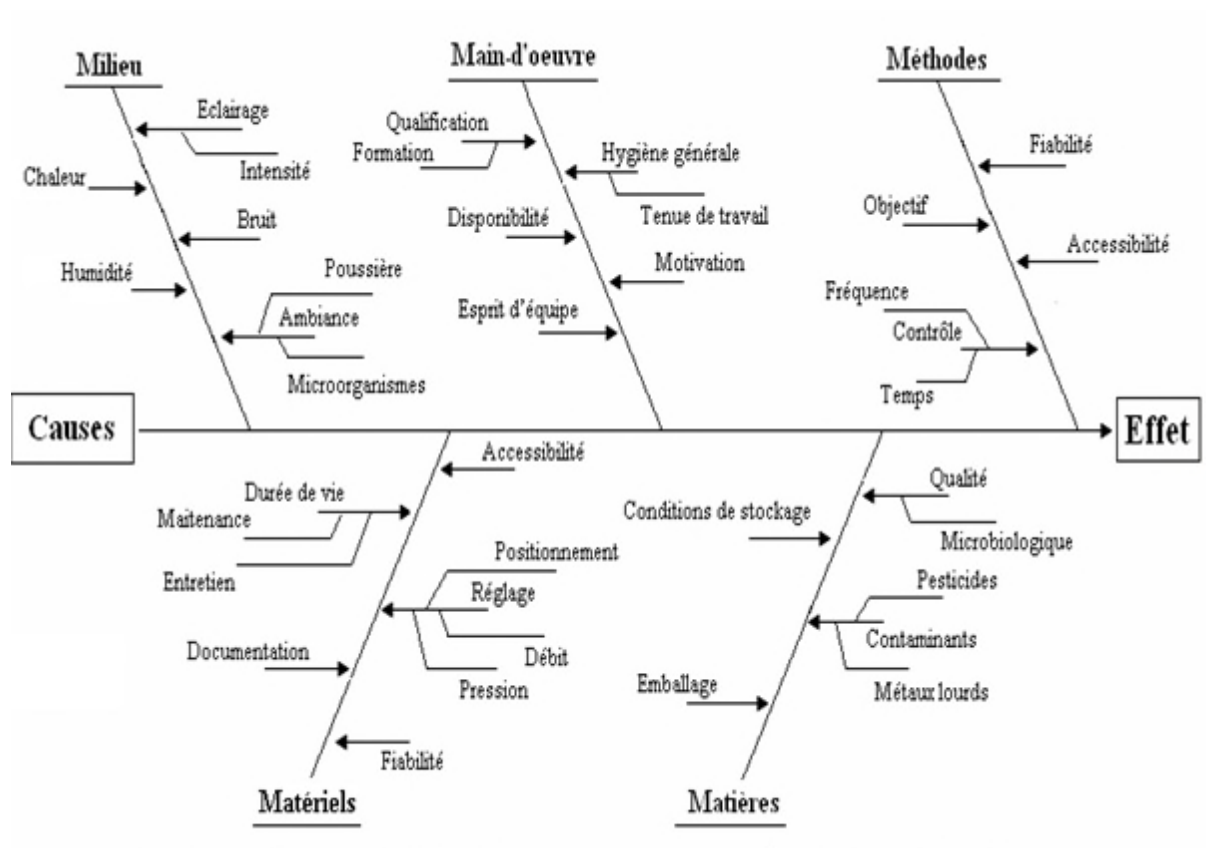 Milieu
Main-d'oeuvre
Méthodes
Eclairage
Intensité
Chaleur
Bruit
Humidité
Poussière
Ambiance
Microorganismes
Qualification
Formation
Hygiène générale
Tenue de travail
Disponibilité
Motivation
Esprit d'équipe
Fiabilité
Objectif
Accessibilité
Fréquence
Contrôle
Temps
Causes
Effet
Accessibilité
Durée de vie
Maitenance
Entretien
Positionnement
Réglage
Débit
Pression
Documentation
Fiabilité
Matériels
Qualité
Microbiologique
Conditions de stockage
Pesticides
Contaminants
Métaux lourds
Emballage
Matières